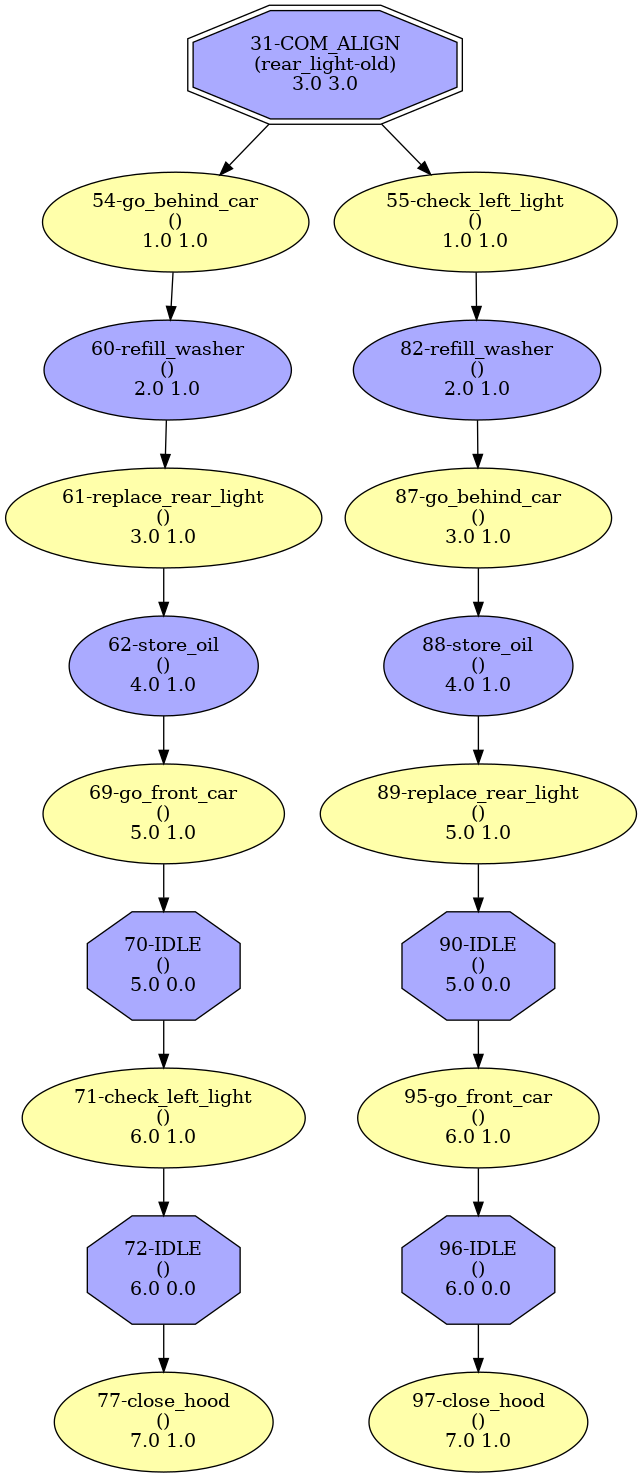 31-COM_ALIGN
(rear_light-old)
3.0 3.0
54-go_behind_car
()
1.0 1.0
55-check_left_light
()
1.0 1.0
60-refill_washer
()
2.0 1.0
82-refill_washer
()
2.0 1.0
61-replace_rear_light
()
3.0 1.0
87-go_behind_car
()
3.0 1.0
62-store_oil
()
4.0 1.0
88-store_oil
()
4.0 1.0
69-go_front_car
()
5.0 1.0
89-replace_rear_light
()
5.0 1.0
70-IDLE
()
5.0 0.0
90-IDLE
()
5.0 0.0
71-check_left_light
()
6.0 1.0
95-go_front_car
()
6.0 1.0
72-IDLE
()
6.0 0.0
96-IDLE
()
6.0 0.0
77-close_hood
()
7.0 1.0
97-close_hood
()
7.0 1.0